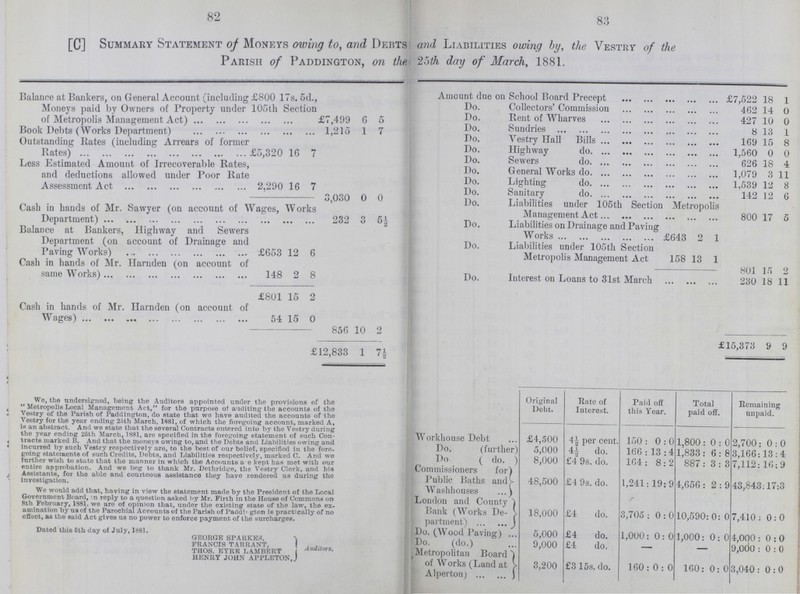 82
[C] SUMMARY STATEMENT of MONEYS owing to, and DEBTS
PARISH of PADDINGTON, on the
Balance at Bankers, on General Account (including £800 17s. 5d.,
Moneys paid by Owners of Property under 105th Section
of Metropolis Management Act) ... £7,499 6 5
Book Debts (Works Department) ... 1,215 1 7
Outstanding Rates (including Arrears of former
Rates) ... £5,320 16 7
Less Estimated Amount of Irrecoverable Rates,
and deductions allowed under Poor Rate
Assessment Act ... 2,290 16 7
3,030 0 0
Cash in hands of Mr. Sawyer (on account of Wages, Works
Department) ... 232 3 5½
Balance at Bankers, Highway and Sewers
Department (on account of Drainage and
Paving Works) ... £653 12 6
Cash in hands of Mr. Harnden (on account of
same Works) ... 148 2 8
£801 15 2
Cash in hands of Mr. Harnden (on account of
Wages) ... 54 15 0
856 10 2
£12,833 1 7½
We, the undersigned, being the Auditors appointed under the provisions of the
"Metropolis Local Management Act," for the purpose of auditing the accounts of the
Vestry of the Parish of Paddington, do state that we have audited the accounts of the
Vestry for the year ending 25th March, 1881, of which the foregoing account, marked A,
is an abstract. And we state that the several Contracts entered into by the Vestry during
the year ending 25th March, 1881, are specified in the foregoing statement of such Con-
tracts marked B. And that the moneys owing to, and the Debts and Liabilities owing and
incurred by such Vestry respectively are, to the best of our belief, specified in the fore-
going statements of such Credits, Debts, and Liabilities respectively, marked C. And we
further wish to state that the manner in which the Accounts a e kept has met with our
entire approbation. And we beg to thank Mr. Dethridge, the Vestry Clerk, and his
Assistants, for the able and courteous assistance they have rendered us during the
investigation.
We would add that, having in view the statement made by the President of the Local
Government Board, in reply to a question asked by Mr. Firth in the House of Commons on
8th February, 1881, we are of opinion that, under the existing state of the law, the ex-
amination by us of the Parochial Accounts of the Parish of Paddi gton is practically of no
effect, as the said Act gives us no power to enforce payment of the surcharges.
Dated this 5th day of July, 1881.
GEORGE SPARKES,
FRANCIS TARRANT,
THOS. EYRE LAMBERT
HENRY JOHN APPLETON,
Auditors.
83
and LIABILITIES owing by, the VESTRY of the
25th day of March, 1881.
Amount due on School Board Precept ... £7,522 18 1
Do. Collectors' Commission ... 462 14 0
Do. Rent of Wharves ... 427 10 0
Do. Sundries ... 8 13 1
Do. Vestry Hall Bills ... 169 15 8
Do. Highway do. ... 1,560 0 0
Do. Sewers do. ... 626 18 4
Do. General Works do. ... 1,079 3 11
Do. Lighting do. ... 1,539 12 8
Do. Sanitary do. ... 142 12 6
Do. Liabilities under 105th Section Metropolis
Management Act ... 800 17 5
Do. Liabilities on Drainage and Paving
Works ... £643 2 1
Do. Liabilities under 105th Section
Metropolis Management Act 158 13 1
801 15 2
Do. Interest on Loans to 31st March ... 230 18 11
£15,373 9 9
Original Debt. Rate of Interest. Paid off this Year. Total paid off. Remaining unpaid.
Workhouse Debt ... £4,500 4½ per cent. 150 : 0 : 0 1,800 : 0 : 0 2,700 : 0 : 0
Do. (further) 5,000 4½ do. 166 : 13 : 4 1,833 : 6 : 8 3,166 : 13 : 4
Do. ( do. ) 8,000 £4 9s. do. 164 : 8 : 2 887 : 3 : 3 7,112 : 16 : 9
Commissioners for
Public Baths and
Washhouses ... 48,500 £4 9s. do. 1,241 : 19 : 9 4,656 : 2 : 9 43,843:17:3
London and County
Bank (Works De-
partment) ... 18,000 £4 do. 3,705 : 0 : 0 10,590 : 0 : 0 7,410 : 0 : 0
Do. (Wood Paving) ... 5,000 £4 do. 1,000 : 0 : 0 1,000 : 0 : 0 4,000 : 0 : 0
Do. (do.) ... 9,000 £4 do. — — 9,000 : 0 : 0
Metropolitan Board
of Works (Land at
Alperton) ... 3,200 £3 15s. do. 160 : 0 : 0 160 : 0 : 0 3,040 : 0 : 0